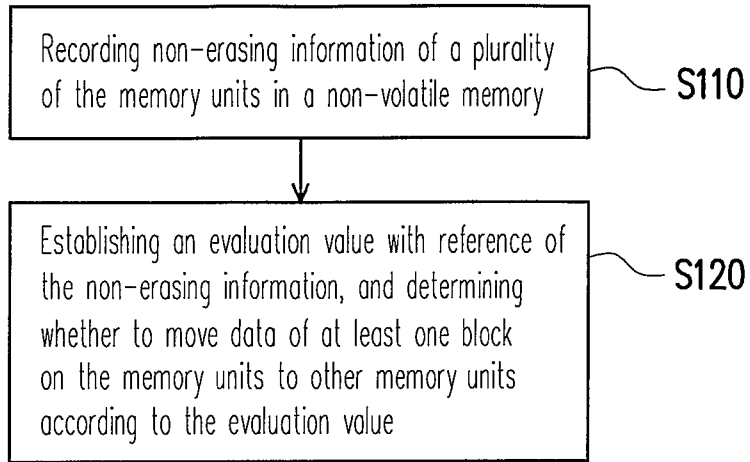 Recording non-erasing information of a plurality
of the memory units in a non-volatile memory
S110
Establishing an evaluation value with reference of
the non-erasing information, and determining
whether to move data of at least one block
on the memory units to other memory units
according to the evaluation value
S120